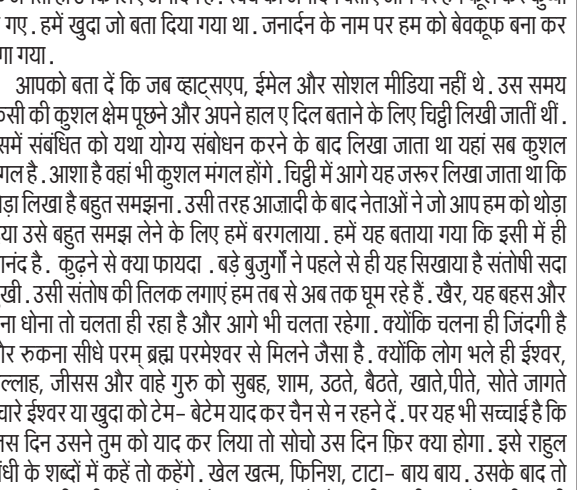 गए. हमें खुदा जो बता दिया गया था. जनार्दन के नाम पर हम को बेवकूफ बना कर
गया.
आपको बता दें कि जब व्हाट्सएप, ईमेल और सोशल मीडिया नहीं थे. उस समय
की कुशल क्षेम पूछने और अपने हाल ए दिल बताने के लिए चिट्ठी लिखी जातीं थीं.
संबंधित को यथा योग्य संबोधन करने के बाद लिखा जाता था यहां सब कुशल
है. आशा है वहां भी कुशल मंगल होंगे. चिट्ठी में आगे यह जरूर लिखा जाता था कि
लिखा है बहुत समझना. उसी तरह आजादी के बाद नेताओं ने जो आप हम को थोड़ा
उसे बहुत समझ लेने के लिए हमें बरगलाया. हमें यह बताया गया कि इसी में ही
है. कुढ़ने से क्या फायदा . बड़े बुजुर्गों ने पहले से ही यह सिखाया है संतोषी सदा
उसी संतोष की तिलक लगाएं हम तब से अब तक घूम रहे हैं. खैर, यह बहस और
धोना तो चलता ही रहा है और आगे भी चलता रहेगा. क्योंकि चलना ही जिंदगी है
रुकना सीधे परम् ब्रह्म परमेश्वर से मिलने जैसा है. क्योंकि लोग भले ही ईश्वर,
जीसस और वाहे गुरु को सुबह, शाम, उठते, बैठते, खाते,पीते, सोते जागते
ईश्वर या खुदा को टेम- बेटेम याद कर चैन से न रहने दें. पर यह भी सच्चाई है कि
दिन उसने तुम को याद कर लिया तो सोचो उस दिन फ़िर क्या होगा. इसे राहुल
के शब्दों में कहें तो कहेंगे. खेल खत्म, फिनिश, टाटा- बाय बाय. उसके बाद तो